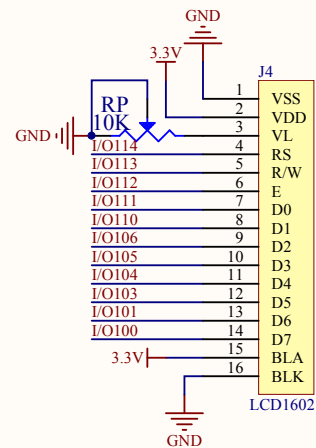 GND
3.3V
J4
1 VSS
2 VDD
RP
10K
GND
3 VL
I/O114 4 RS
I/O113 5 R/W
I/O112 6 E
I/O111 7 D0
I/O110 8 D1
I/O106 9 D2
I/O105 10 D3
I/O104 11 D4
I/O103 12 D5
I/O101 13 D6
I/O100 14 D7
3.3V 15 BLA
16 BLK
LCD1602
GND